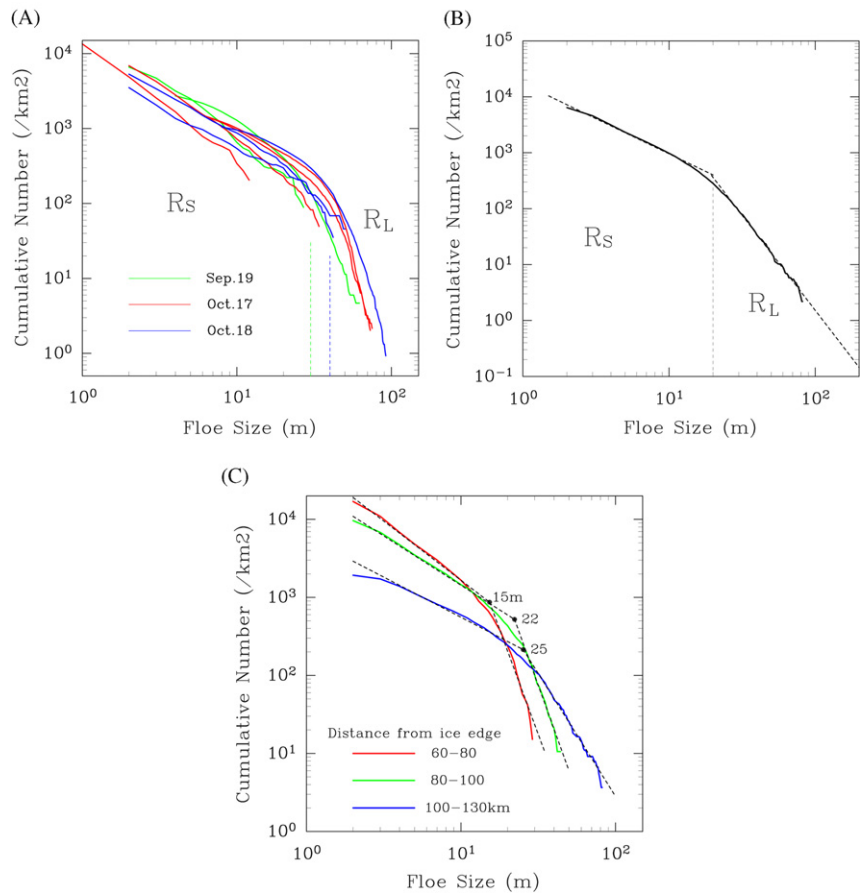 (A)
Cumulative Number (/km2)
10⁴
10³
10²
10¹
10⁰
Rs
R_L
Sep.19
Oct.17
Oct.18
10⁰ 10¹ 10²
Floe Size (m)
(B)
Cumulative Number (/km2)
10⁵
10⁴
10³
10²
10¹
10⁰
10⁻¹
Rs
R_L
10⁰ 10¹ 10²
Floe Size (m)
(C)
Cumulative Number (/km2)
10⁴
10³
10²
10¹
10⁰
15m
22
25
Distance from ice edge
60−80
80−100
100−130km
10⁰ 10¹ 10²
Floe Size (m)